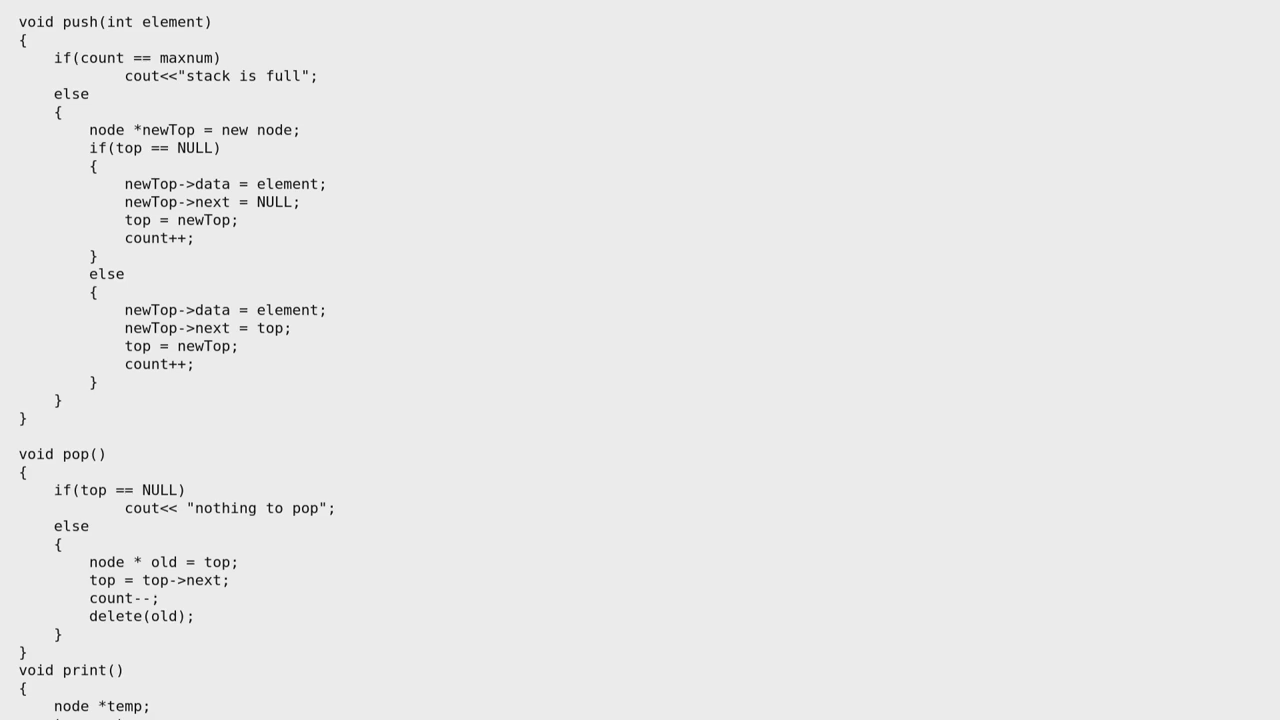 void push(int element)
{
    if(count == maxnum)
            cout<<"stack is full";
    else
    {
        node *newTop = new node;
        if(top == NULL)
        {
            newTop->data = element;
            newTop->next = NULL;
            top = newTop;
            count++;
        }
        else
        {
            newTop->data = element;
            newTop->next = top;
            top = newTop;
            count++;
        }
    }
}

void pop()
{
    if(top == NULL)
            cout<< "nothing to pop";
    else
    {
        node * old = top;
        top = top->next;
        count--;
        delete(old);
    }
}
void print()
{
    node *temp;